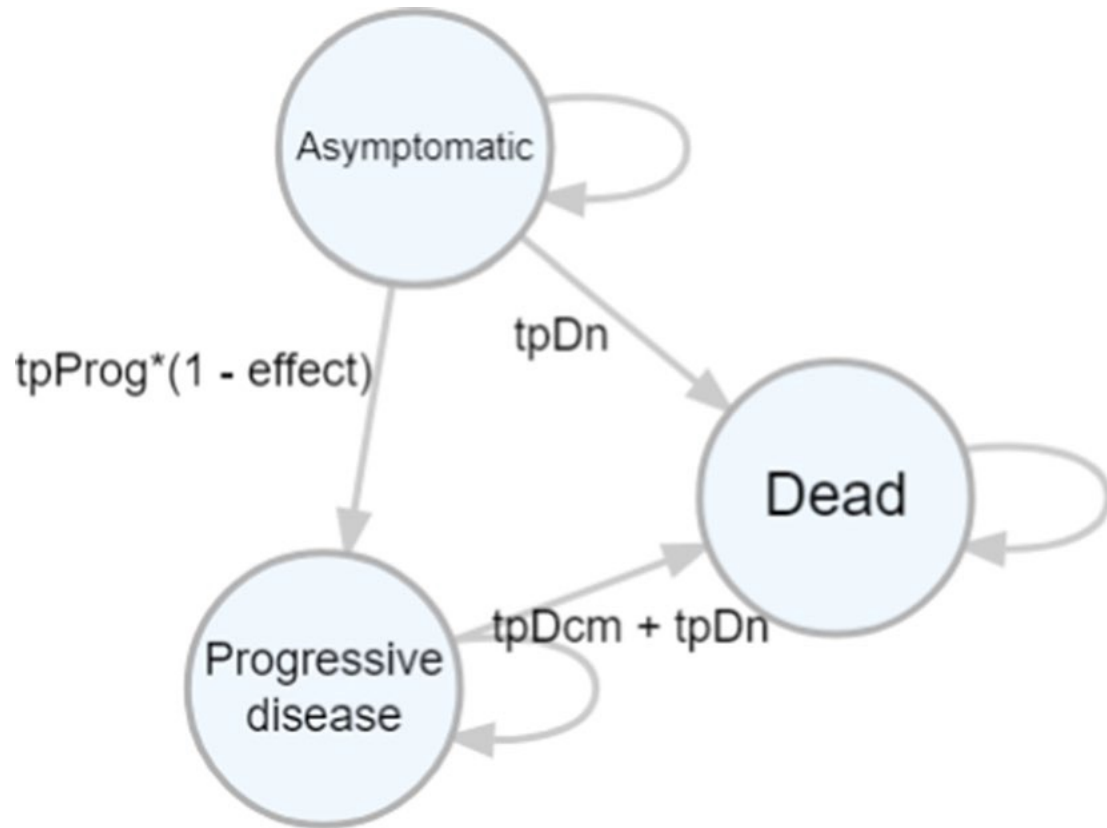 Asymptomatic
tpDn
tpProg*(1 - effect)
Dead
tpDcm + tpDn
Progressive
disease